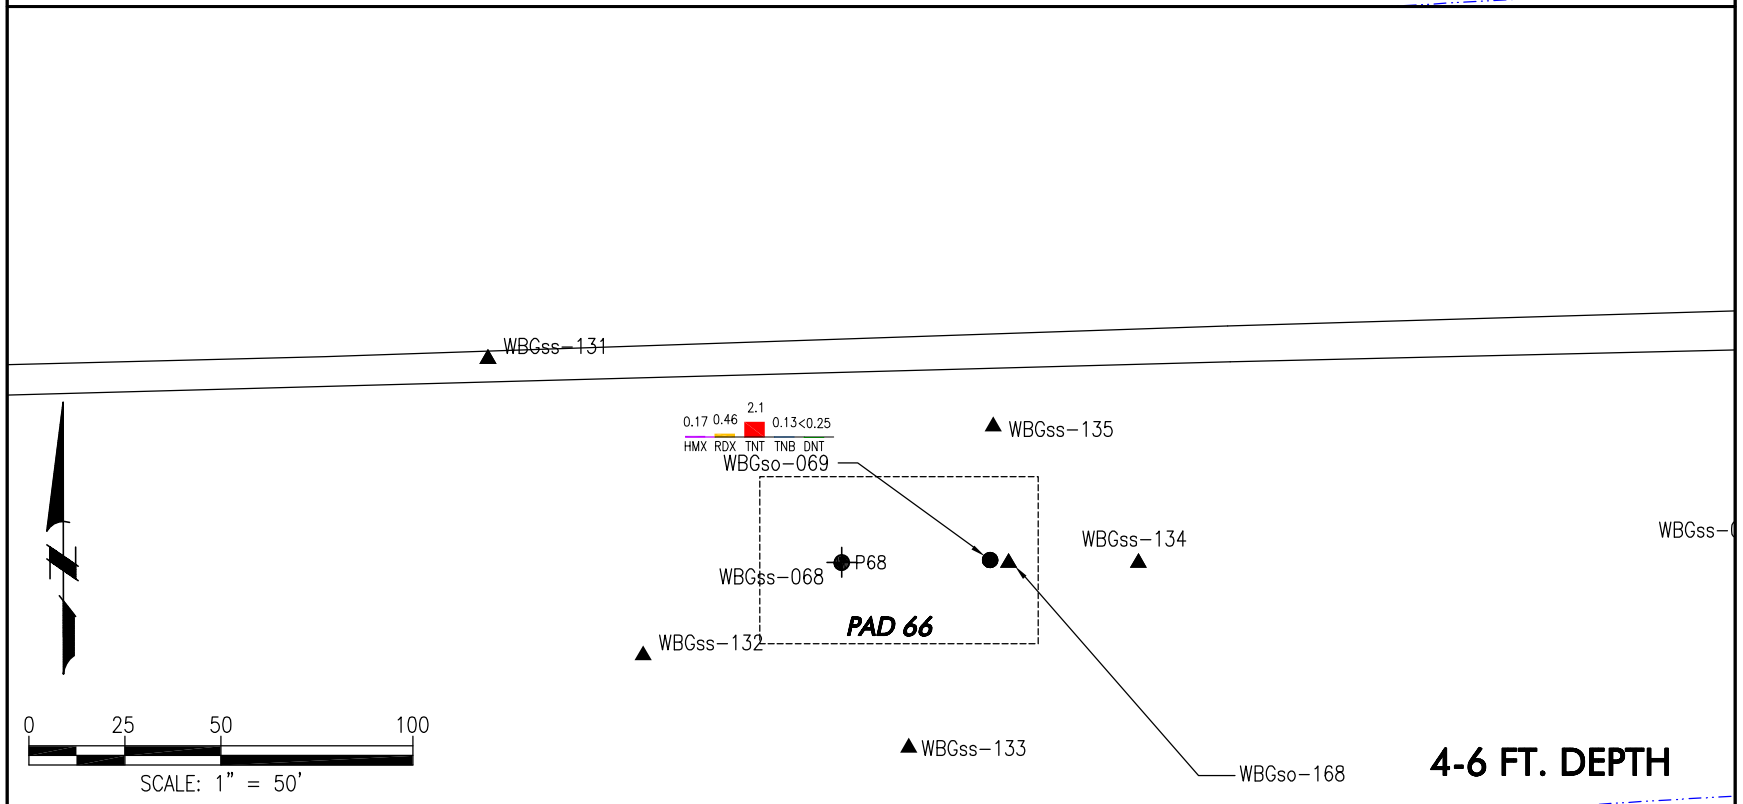 WBGss-131
2.1
0.17 0.46 0.13 <0.25
HMX RDX TNT TNB DNT
WBGso-069
WBGss-135
WBGss-134
P68
WBGss-068
PAD 66
WBGss-132
WBGss-133
WBGso-168
0 25 50 100
SCALE: 1" = 50'
4-6 FT. DEPTH